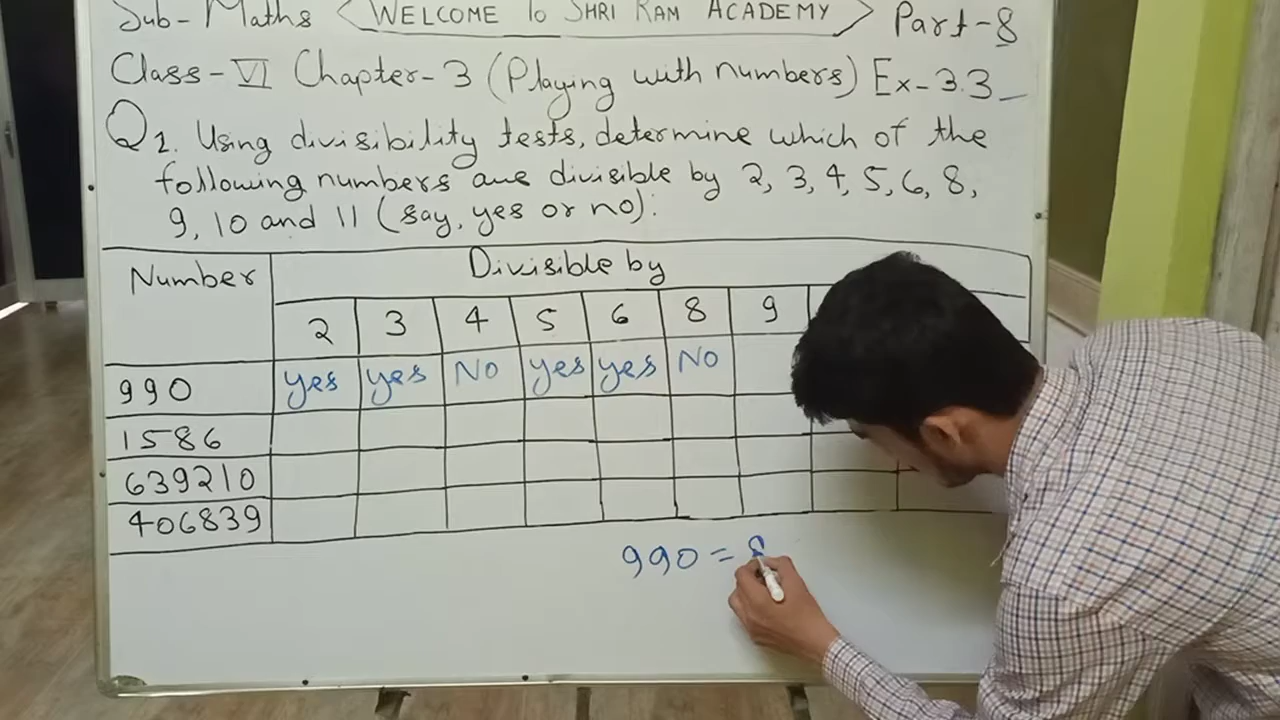 Sub- Maths WELCOME TO SHRI RAM ACADEMY Part-8
Class-VI Chapter-3 (Playing with numbers) Ex-3.3
Q1. Using divisibility tests, determine which of the
following numbers are divisible by 2, 3, 4, 5, 6, 8,
9, 10 and 11 (say, yes or no):
Number Divisible by
2 3 4 5 6 8 9
990 yes yes No yes yes No
1586
639210
406839
990 =